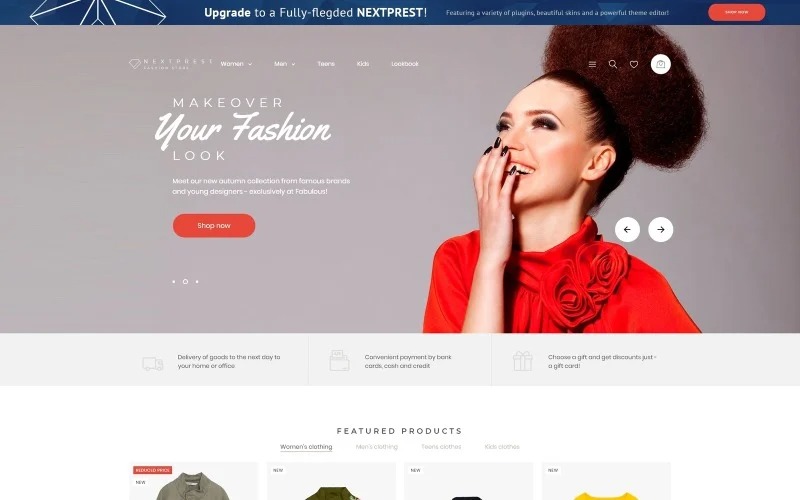 Upgrade to a Fully-flegded NEXTPREST!
Featuring a variety of plugins, beautiful skins and a powerful theme editor!
SHOP NOW
NEXTPREST
FASHION STORE
Women
Men
Teens
Kids
Lookbook
MAKEOVER
Your Fashion
LOOK
Meet our new autumn collection from famous brands
and young designers - exclusively at Fabulous!
Shop now
Delivery of goods to the next day to
your home or office
Convenient payment by bank
cards, cash and credit
Choose a gift and get discounts just -
a gift card!
FEATURED PRODUCTS
Women's clothing
Men's clothing
Teens clothes
Kids clothes
REDUCED PRICE
NEW
NEW
NEW
NEW